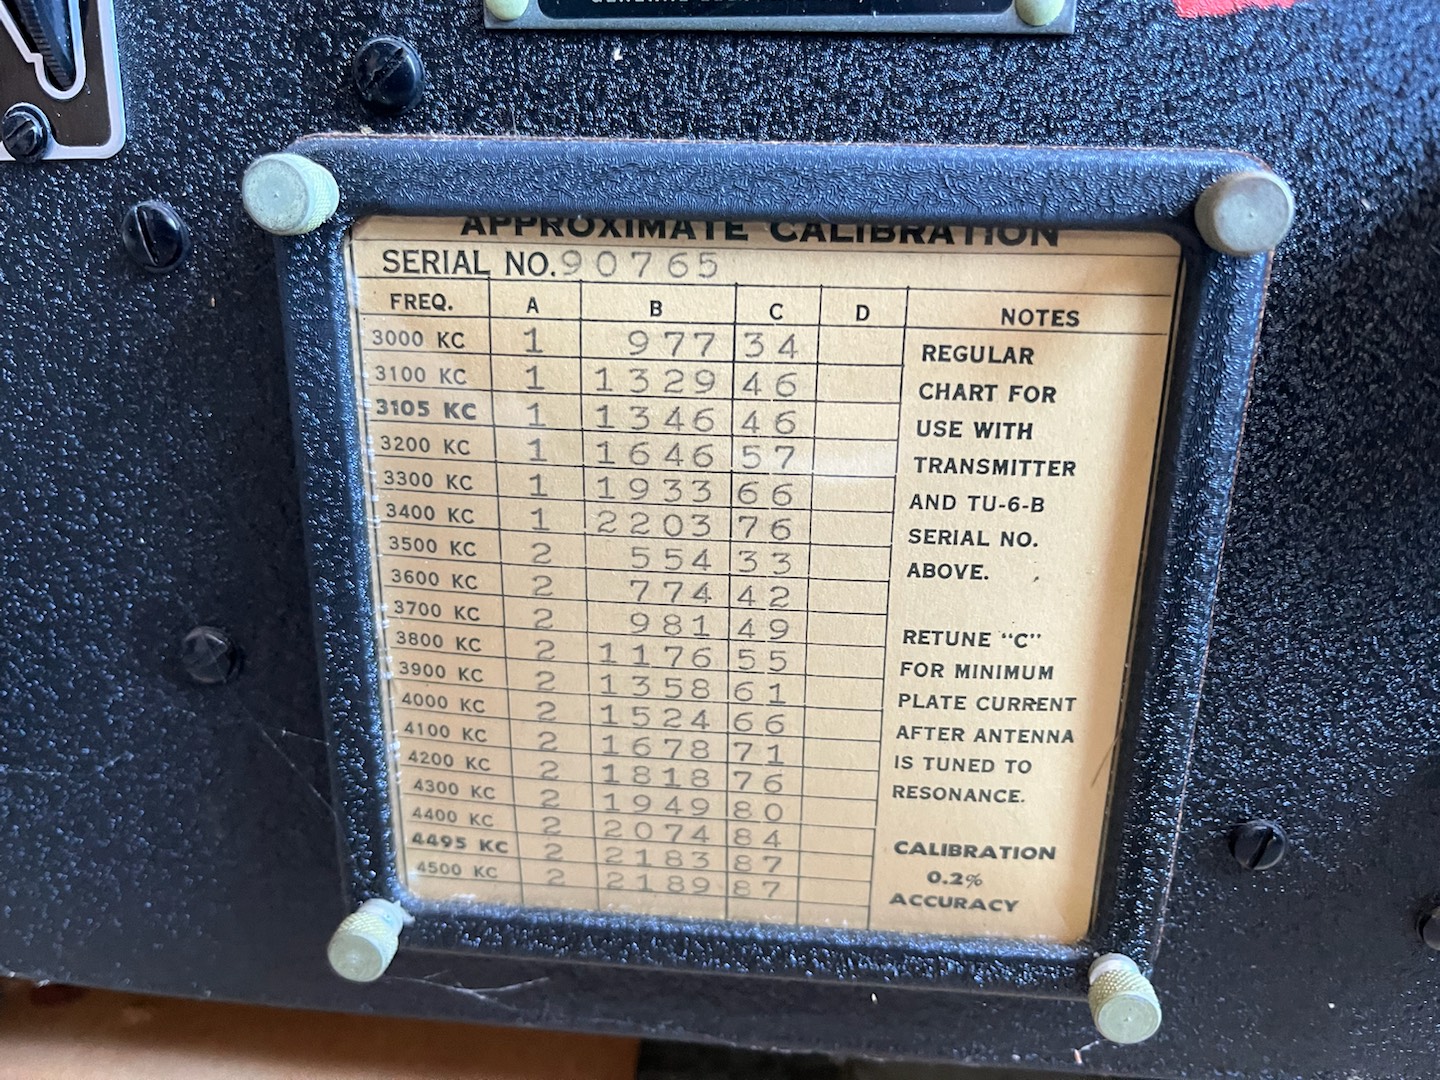 GENERAL
APPROXIMATE CALIBRATION
SERIAL NO. 90765
FREQ. A B C D NOTES
3000 KC 1 977 34
3100 KC 1 1329 46
3105 KC 1 1346 46
3200 KC 1 1646 57
3300 KC 1 1933 66
3400 KC 1 2203 76
3500 KC 2 554 33
3600 KC 2 774 42
3700 KC 2 981 49
3800 KC 2 1176 55
3900 KC 2 1358 61
4000 KC 2 1524 66
4100 KC 2 1678 71
4200 KC 2 1818 76
4300 KC 2 1949 80
4400 KC 2 2074 84
4495 KC 2 2183 87
4500 KC 2 2189 87
REGULAR
CHART FOR
USE WITH
TRANSMITTER
AND TU-6-B
SERIAL NO.
ABOVE.
RETUNE "C"
FOR MINIMUM
PLATE CURRENT
AFTER ANTENNA
IS TUNED TO
RESONANCE.
CALIBRATION
0.2%
ACCURACY